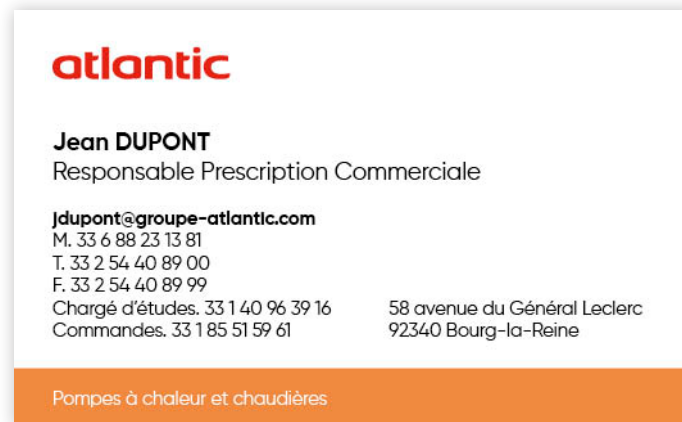 atlantic
Jean DUPONT
Responsable Prescription Commerciale
jdupont@groupe-atlantic.com
M. 33 6 88 23 13 81
T. 33 2 54 40 89 00
F. 33 2 54 40 89 99
Chargé d'études. 33 1 40 96 39 16
Commandes. 33 1 85 51 59 61
58 avenue du Général Leclerc
92340 Bourg-la-Reine
Pompes à chaleur et chaudières